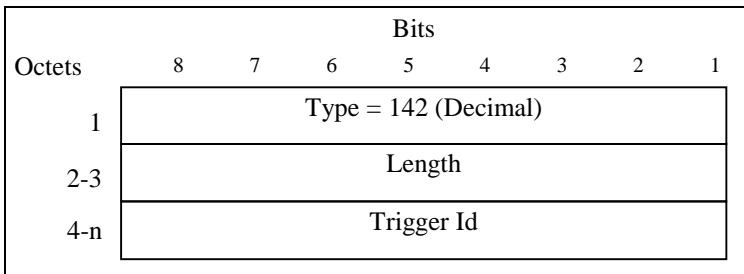 Bits
Octets 8 7 6 5 4 3 2 1
1 Type = 142 (Decimal)
2-3 Length
4-n Trigger Id